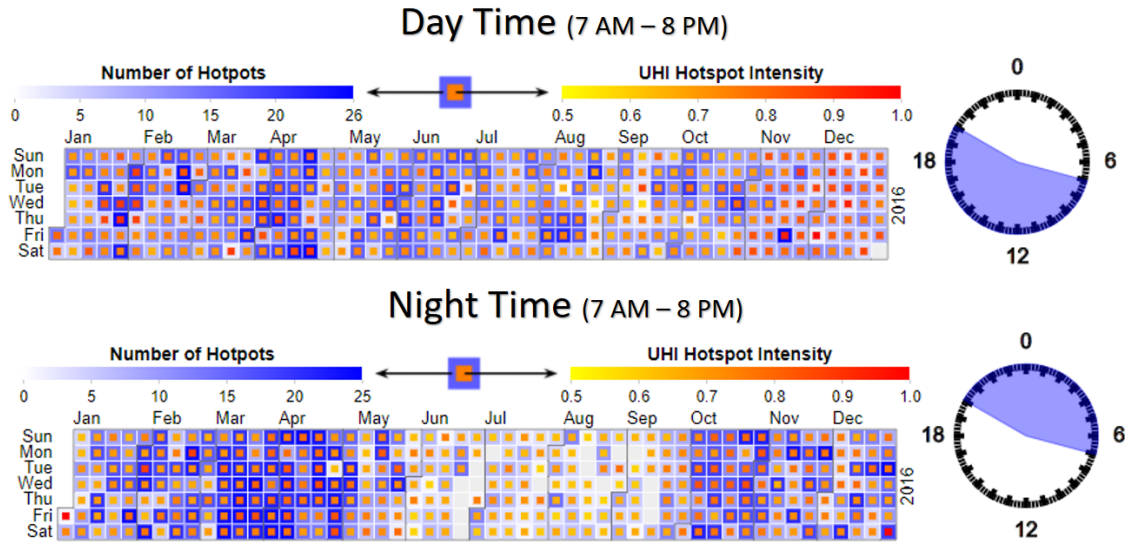 Day Time (7 AM – 8 PM)
Number of Hotpots
UHI Hotspot Intensity
0 5 10 15 20 26
0.5 0.6 0.7 0.8 0.9 1.0
Jan Feb Mar Apr May Jun Jul Aug Sep Oct Nov Dec
Sun
Mon
Tue
Wed
Thu
Fri
Sat
2016
0
18
6
12
Night Time (7 AM – 8 PM)
Number of Hotpots
UHI Hotspot Intensity
0 5 10 15 20 25
0.5 0.6 0.7 0.8 0.9 1.0
Jan Feb Mar Apr May Jun Jul Aug Sep Oct Nov Dec
Sun
Mon
Tue
Wed
Thu
Fri
Sat
2016
0
18
6
12